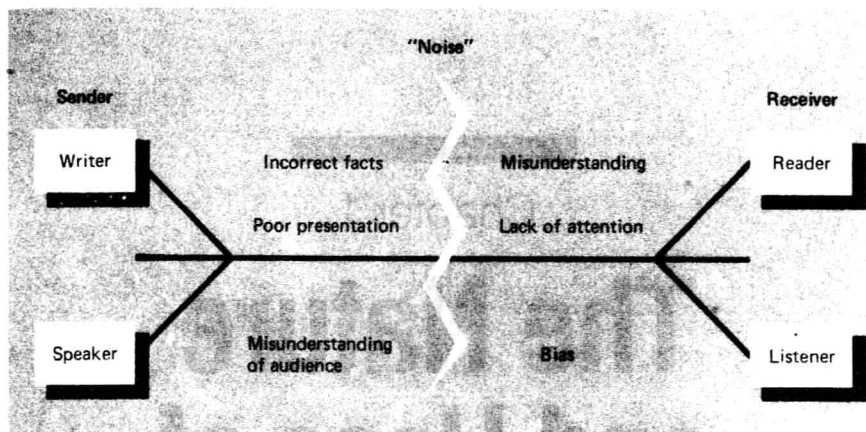 "Noise"
Sender
Receiver
Writer
Incorrect facts
Misunderstanding
Reader
Poor presentation
Lack of attention
Speaker
Misunderstanding
of audience
Bias
Listener